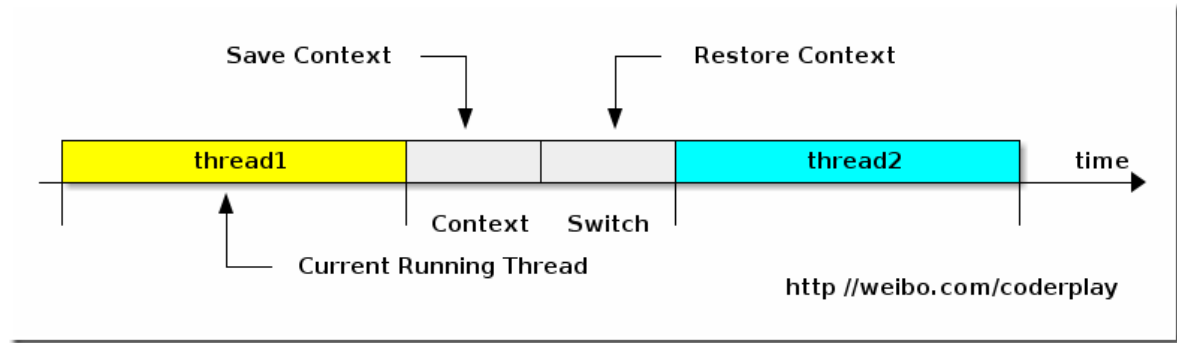 Save Context
Restore Context
thread1
thread2
time
Context Switch
Current Running Thread
http //weibo.com/coderplay